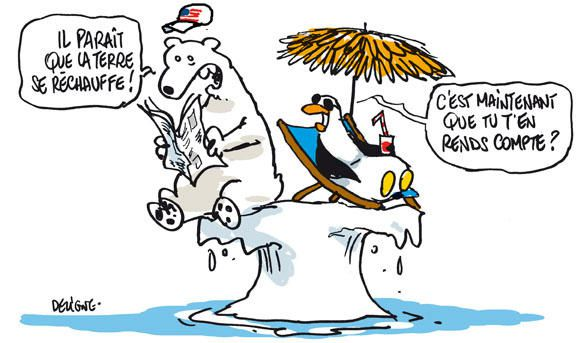 IL PARAÎT
QUE LA TERRE
SE RÉCHAUFFE !
C'EST MAINTENANT
QUE TU T'EN
RENDS COMPTE ?
DELIGNE.